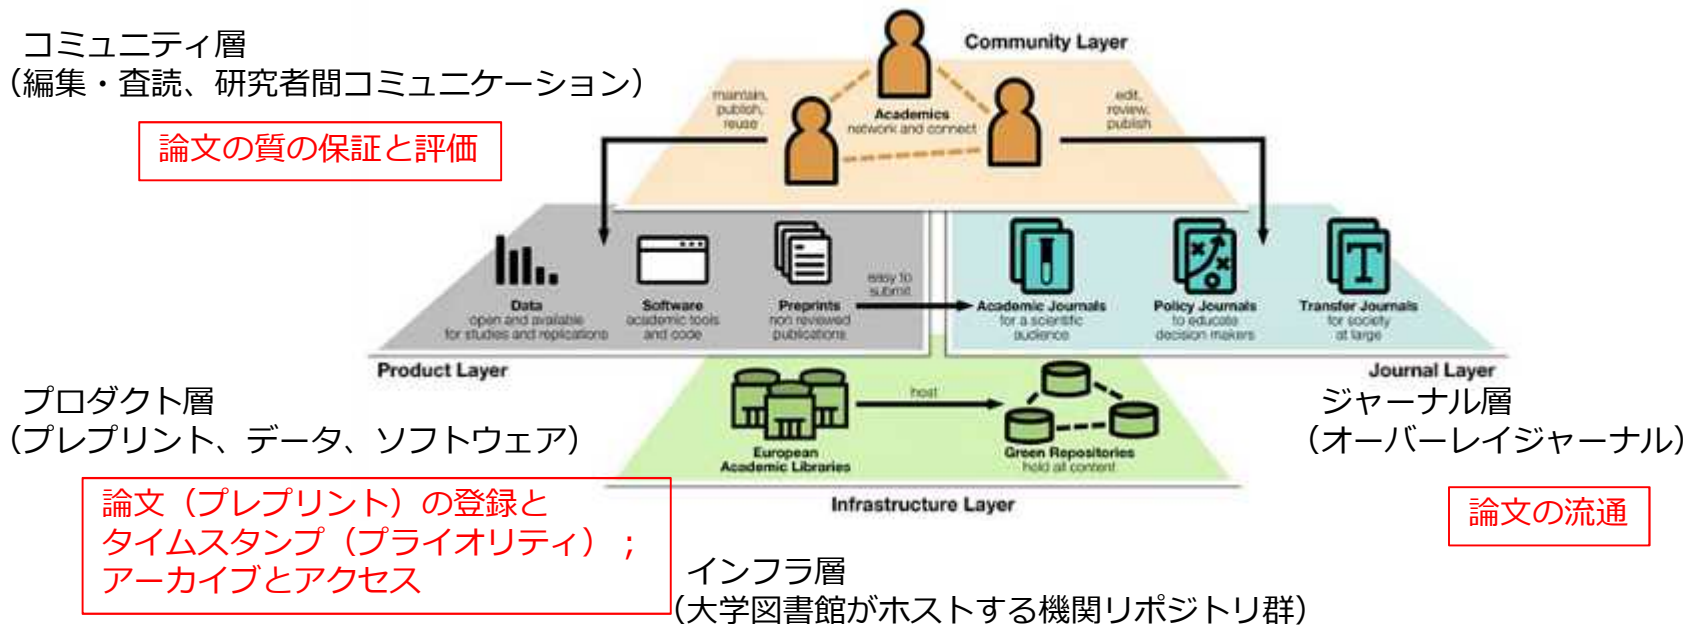 コミュニティ層
（編集・査読、研究者間コミュニケーション）
論文の質の保証と評価
Community Layer
maintain,
publish,
reuse
Academics
network and connect
edit,
review,
publish
Data
open and available
for studies and replications
Software
academic tools
and code
Preprints
non reviewed
publications
easy to
submit
Academic Journals
for a scientific
audience
Policy Journals
to educate
decision makers
Transfer Journals
for society
at large
Product Layer
Journal Layer
プロダクト層
（プレプリント、データ、ソフトウェア）
ジャーナル層
（オーバーレイジャーナル）
host
European
Academic Libraries
Green Repositories
hold all content
Infrastructure Layer
論文（プレプリント）の登録と
タイムスタンプ（プライオリティ）；
アーカイブとアクセス
論文の流通
インフラ層
（大学図書館がホストする機関リポジトリ群）